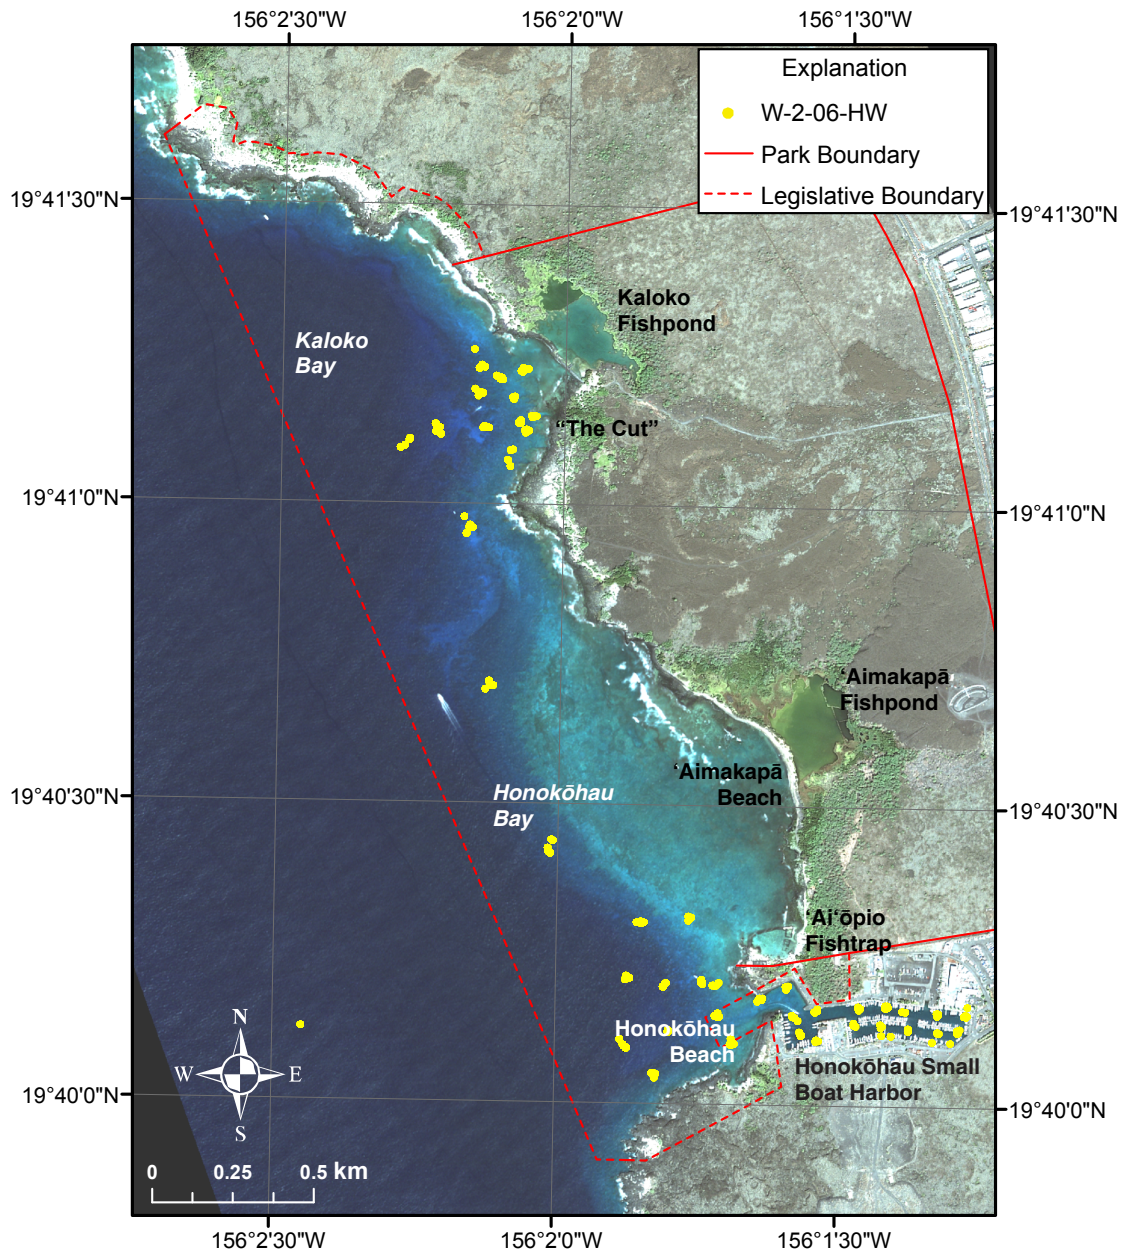 156°2'30"W
156°2'0"W
156°1'30"W
Explanation
W-2-06-HW
Park Boundary
Legislative Boundary
19°41'30"N
19°41'30"N
Kaloko
Fishpond
Kaloko
Bay
“The Cut”
19°41'0"N
19°41'0"N
ʻAimakapā
Fishpond
ʻAimakapā
Beach
Honokōhau
Bay
19°40'30"N
19°40'30"N
ʻAiʻōpio
Fishtrap
Honokōhau
Beach
Honokōhau Small
Boat Harbor
N
W
E
S
19°40'0"N
19°40'0"N
0 0.25 0.5 km
156°2'30"W
156°2'0"W
156°1'30"W